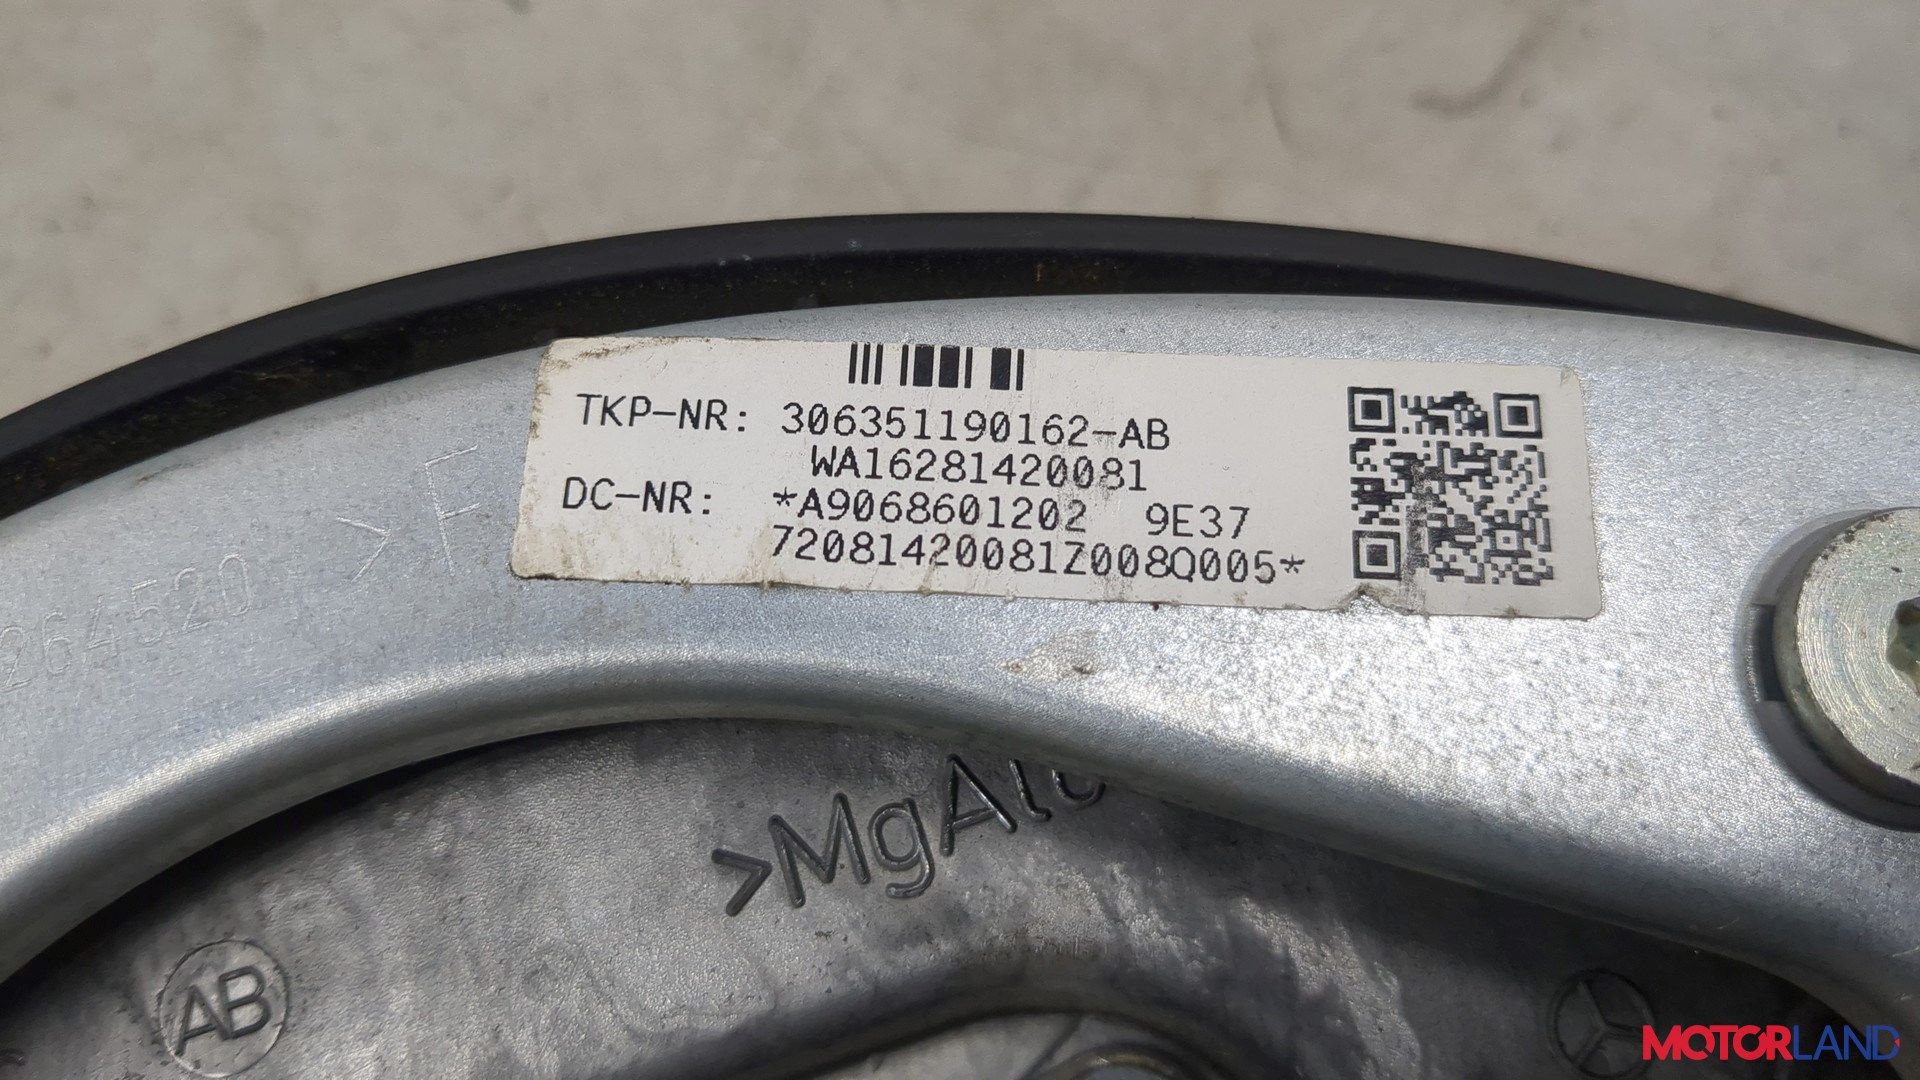 TKP-NR: 306351190162-AB
WA16281420081
DC-NR: *A9068601202 9E37
72081420081Z008Q005*
>F
264520
>MgAl
AB
MOTORLAND